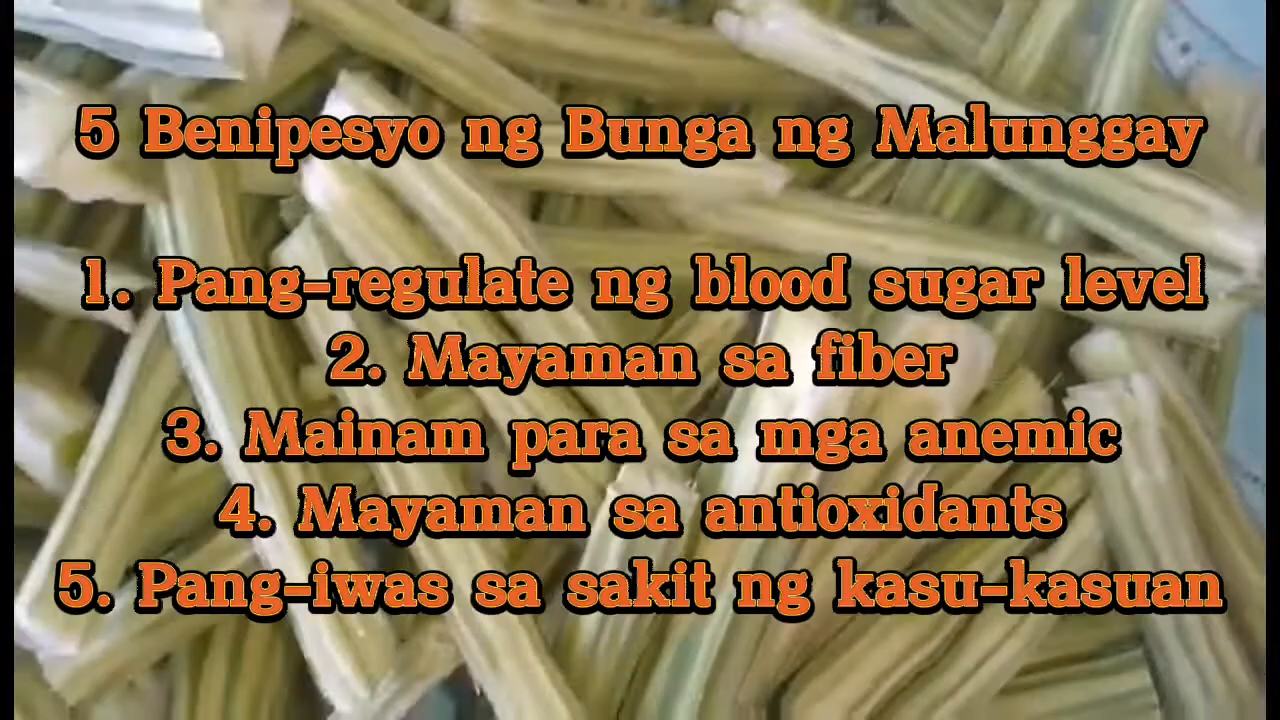 5 Benipesyo ng Bunga ng Malunggay
1. Pang-regulate ng blood sugar level
2. Mayaman sa fiber
3. Mainam para sa mga anemic
4. Mayaman sa antioxidants
5. Pang-iwas sa sakit ng kasu-kasuan